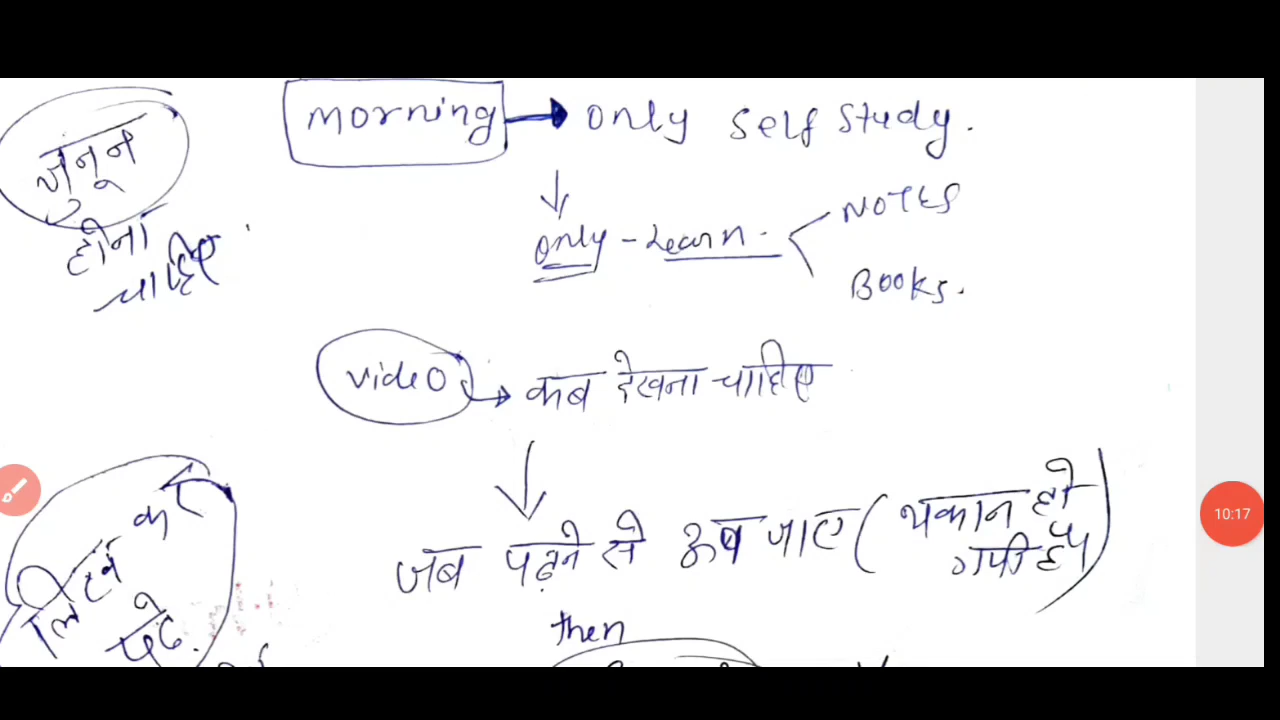 morning → only self study.
जुनून
होना
चाहिए
↓
only - Learn.
NOTES
BOOKS.
video → कब देखना चाहिए
↓
जब पढ़ने से ऊब जाए (थकान हो
गयी है)
लिख कर
पढे.
then
10:17